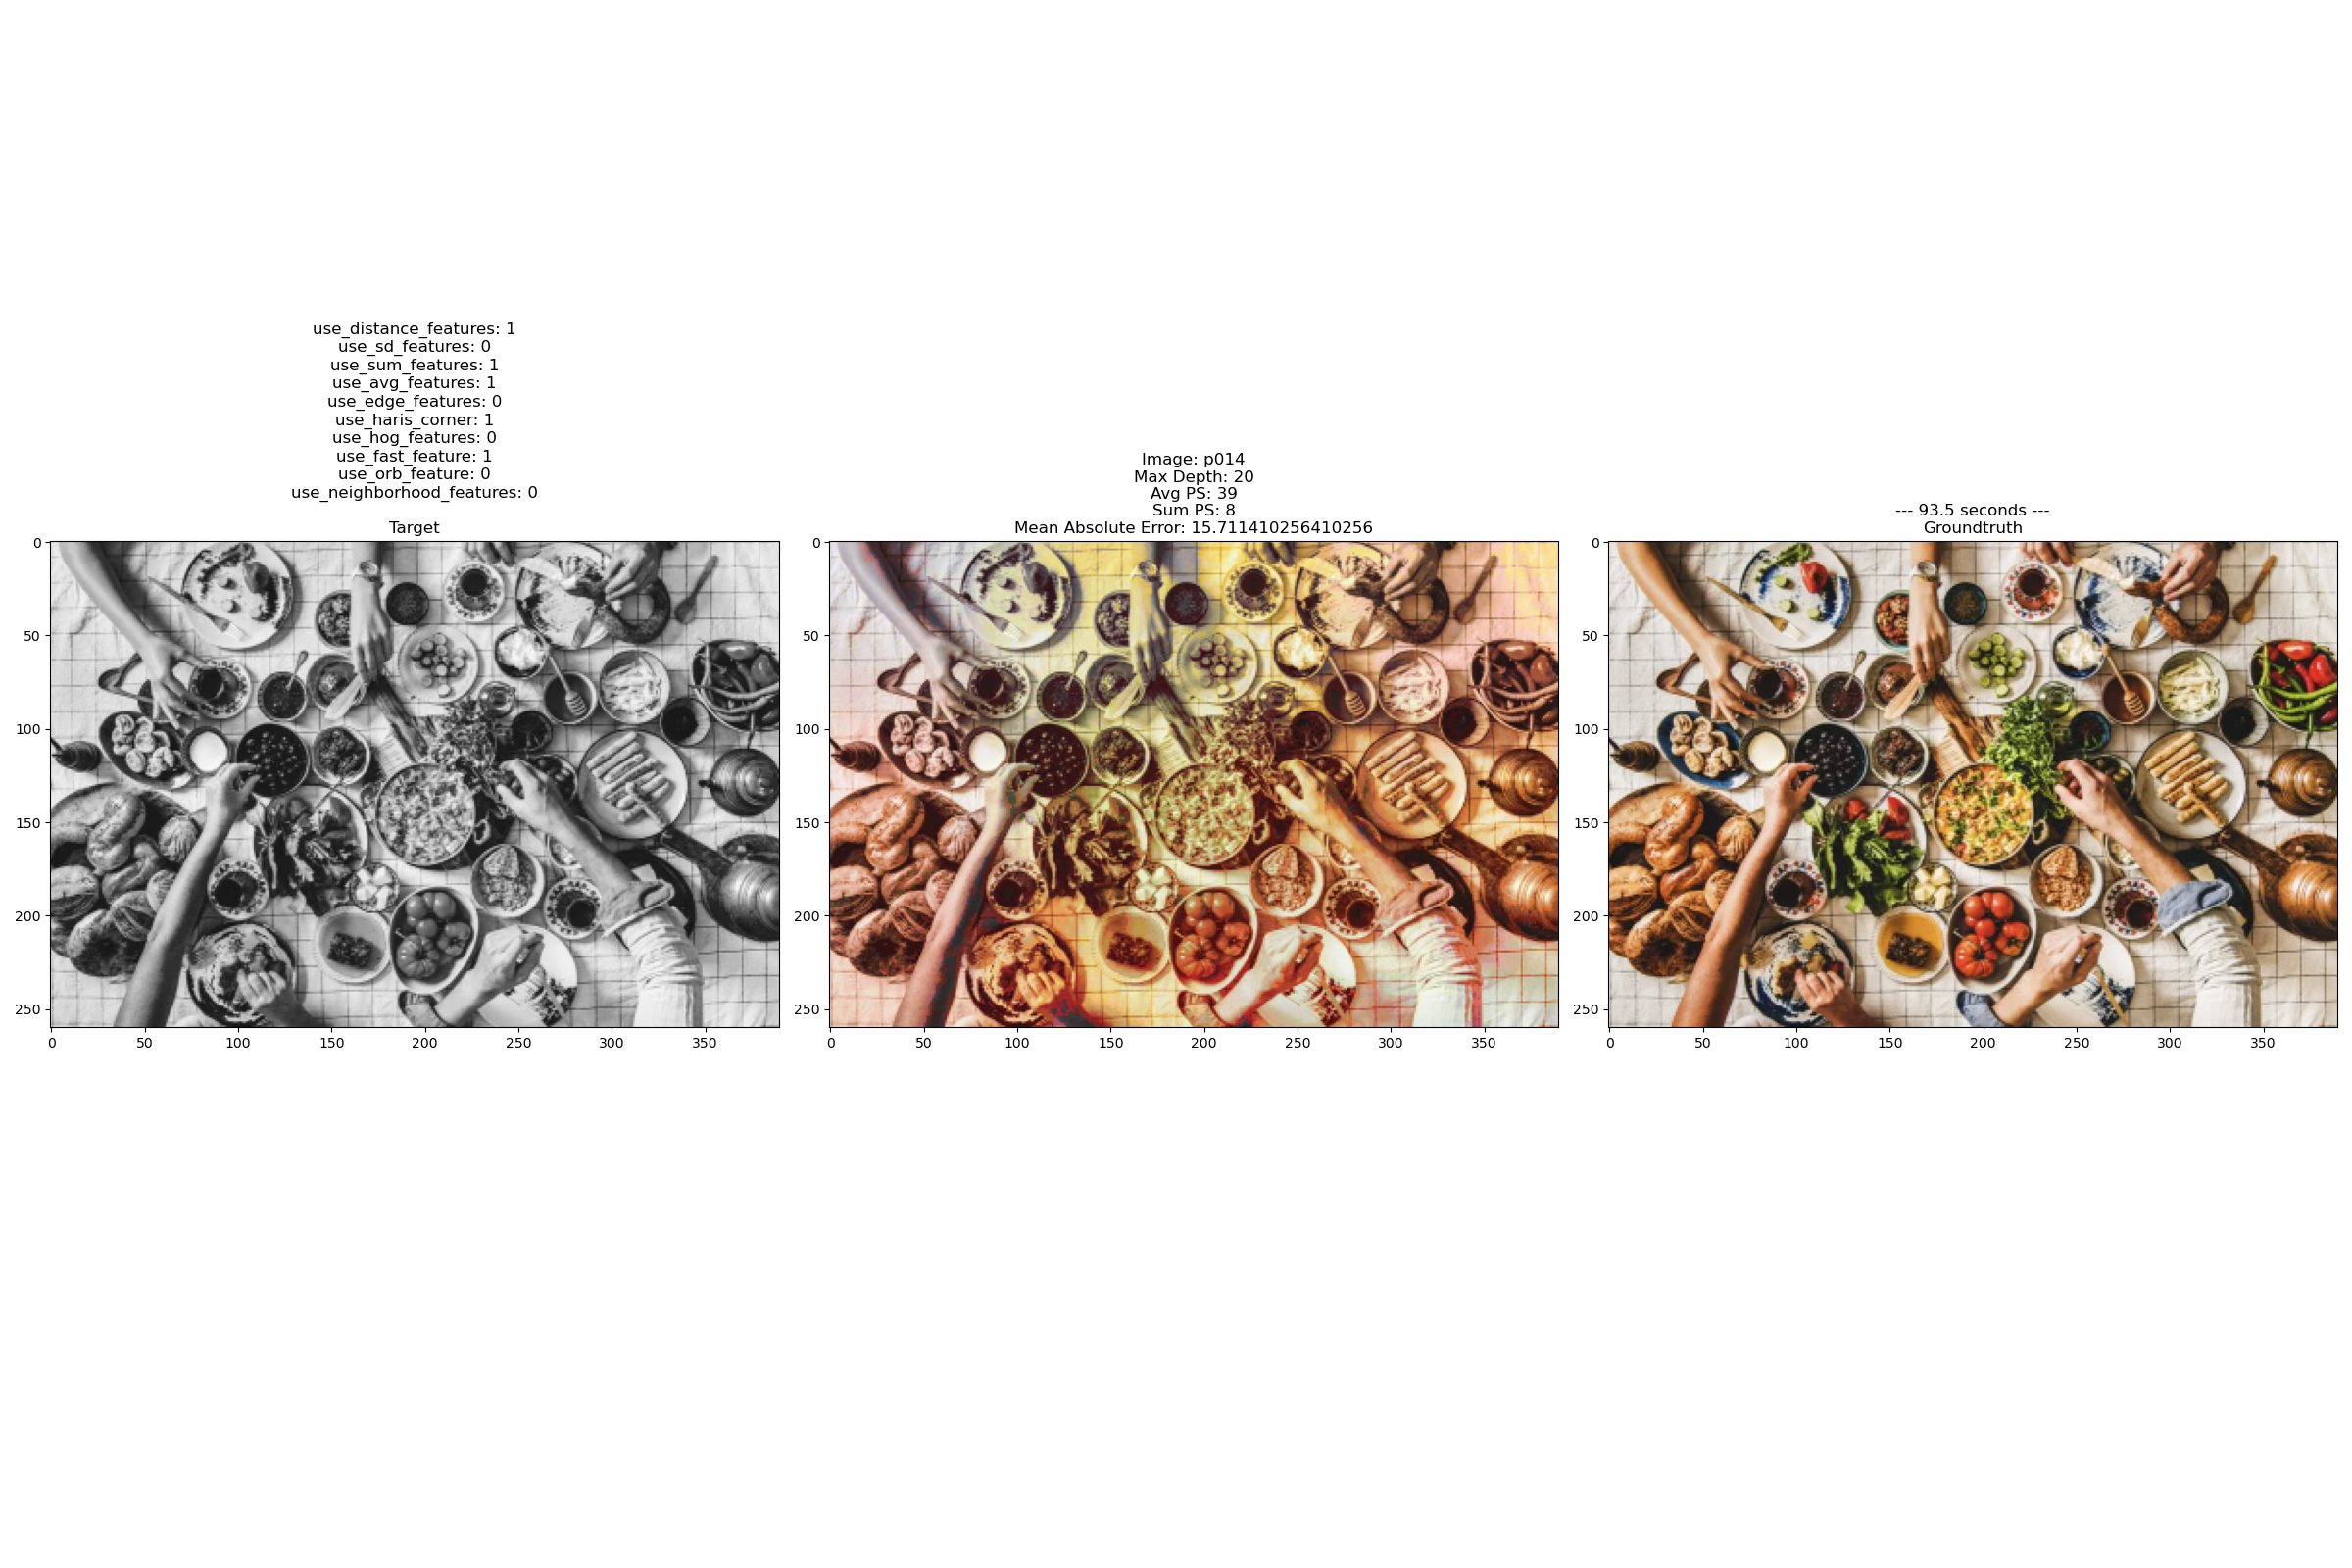 use_distance_features: 1
use_sd_features: 0
use_sum_features: 1
use_avg_features: 1
use_edge_features: 0
use_haris_corner: 1
use_hog_features: 0
use_fast_feature: 1
use_orb_feature: 0
use_neighborhood_features: 0
Target
0
50
100
150
200
250
0 50 100 150 200 250 300 350
Image: p014
Max Depth: 20
Avg PS: 39
Sum PS: 8
Mean Absolute Error: 15.711410256410256
0
50
100
150
200
250
0 50 100 150 200 250 300 350
--- 93.5 seconds ---
Groundtruth
0
50
100
150
200
250
0 50 100 150 200 250 300 350